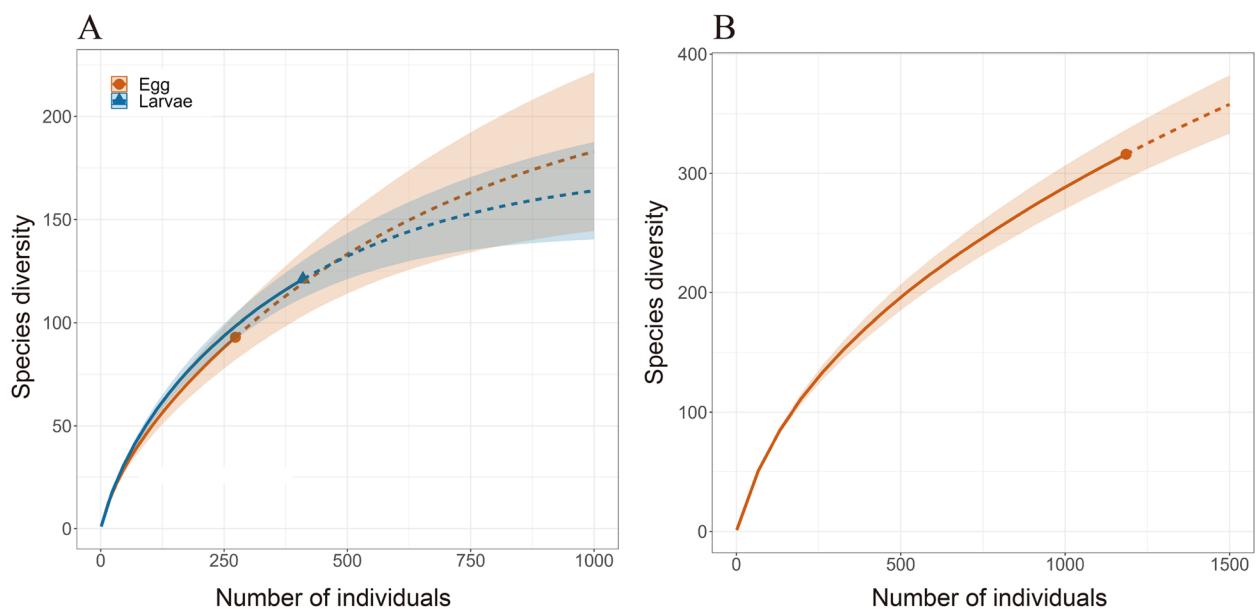 A
Egg
Larvae
200
150
100
50
0
Species diversity
0 250 500 750 1000
Number of individuals
B
400
300
200
100
0
Species diversity
0 500 1000 1500
Number of individuals